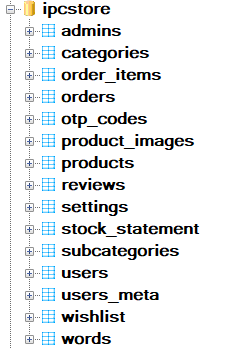 ipcstore
admins
categories
order_items
orders
otp_codes
product_images
products
reviews
settings
stock_statement
subcategories
users
users_meta
wishlist
words